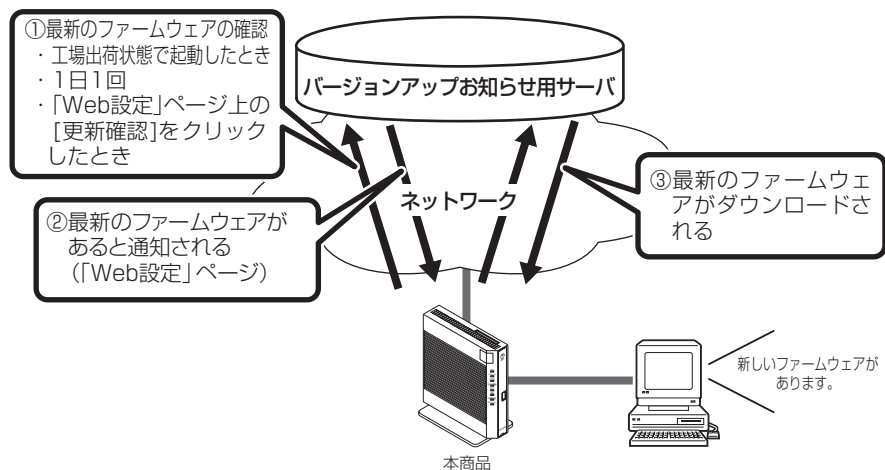 ①最新のファームウェアの確認
・工場出荷状態で起動したとき
・1日1回
・「Web設定」ページ上の
[更新確認]をクリック
したとき
バージョンアップお知らせ用サーバ
②最新のファームウェアが
あると通知される
(「Web設定」ページ)
ネットワーク
③最新のファームウェ
アがダウンロードさ
れる
新しいファームウェアが
あります。
本商品